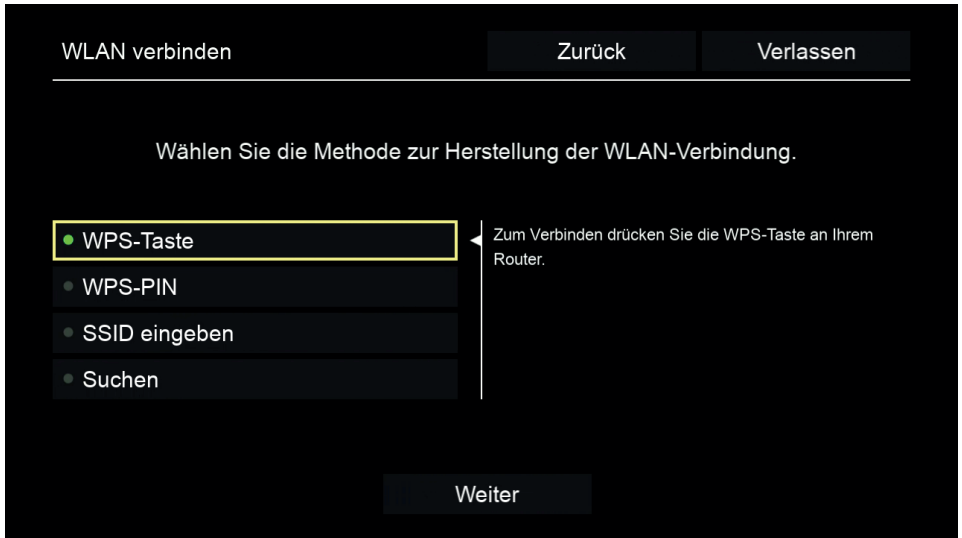 WLAN verbinden
Zurück
Verlassen
Wählen Sie die Methode zur Herstellung der WLAN-Verbindung.
WPS-Taste
WPS-PIN
SSID eingeben
Suchen
Zum Verbinden drücken Sie die WPS-Taste an Ihrem
Router.
Weiter